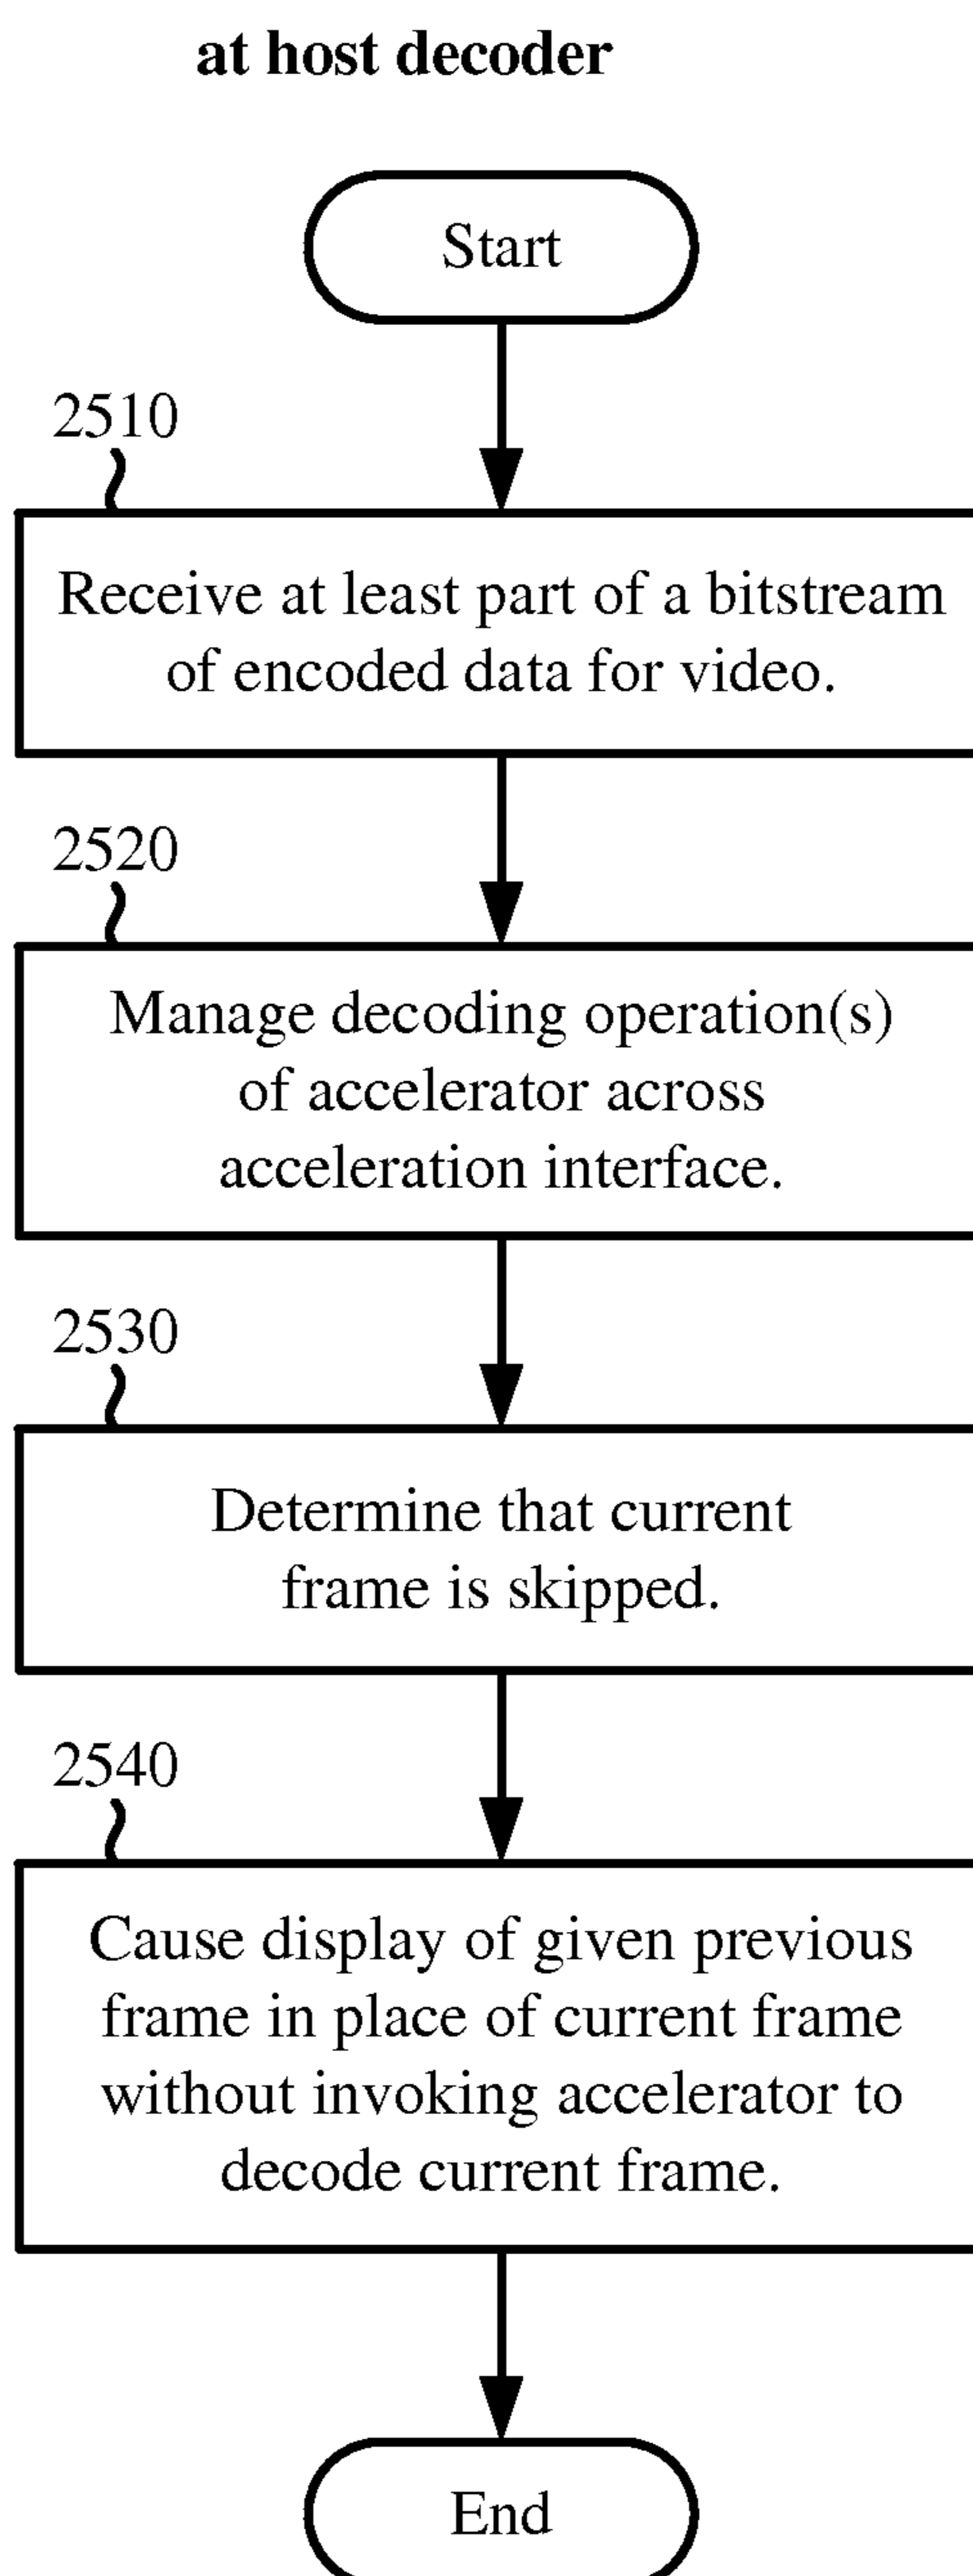 at host decoder
Start
2510
Receive at least part of a bitstream
of encoded data for video.
2520
Manage decoding operation(s)
of accelerator across
acceleration interface.
2530
Determine that current
frame is skipped.
2540
Cause display of given previous
frame in place of current frame
without invoking accelerator to
decode current frame.
End